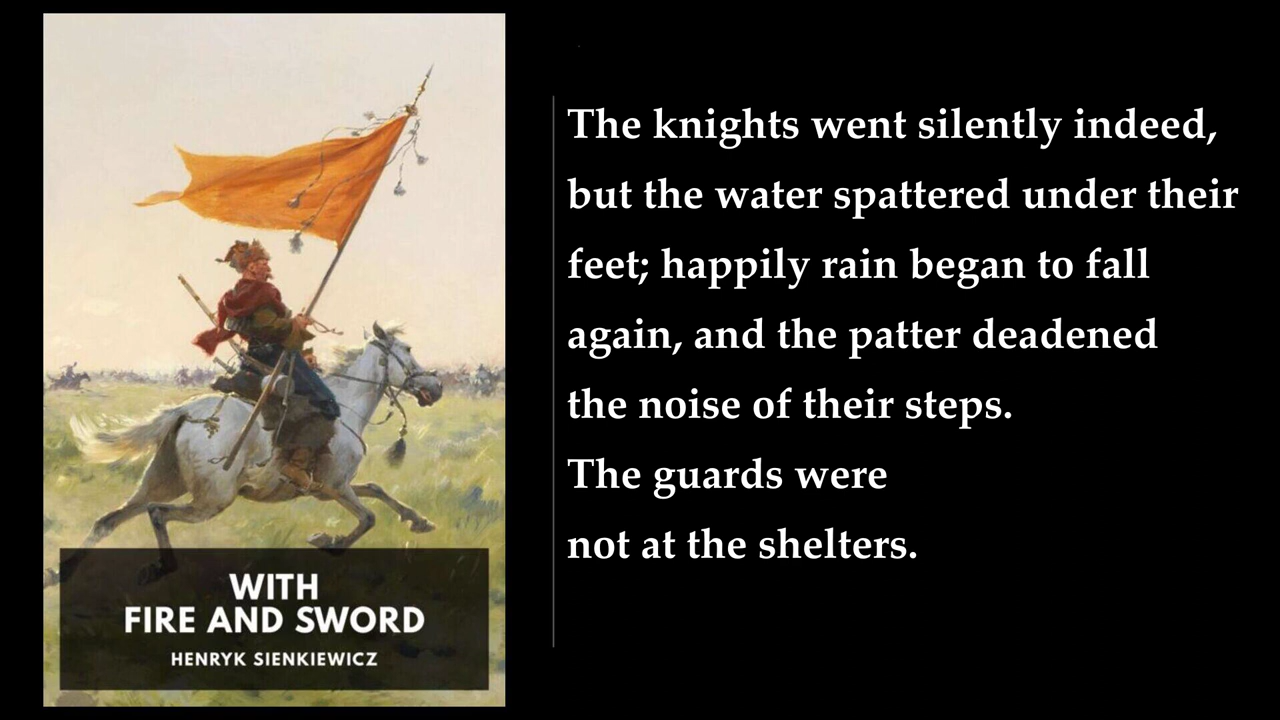 WITH
FIRE AND SWORD
HENRYK SIENKIEWICZ
The knights went silently indeed,
but the water spattered under their
feet; happily rain began to fall
again, and the patter deadened
the noise of their steps.
The guards were
not at the shelters.